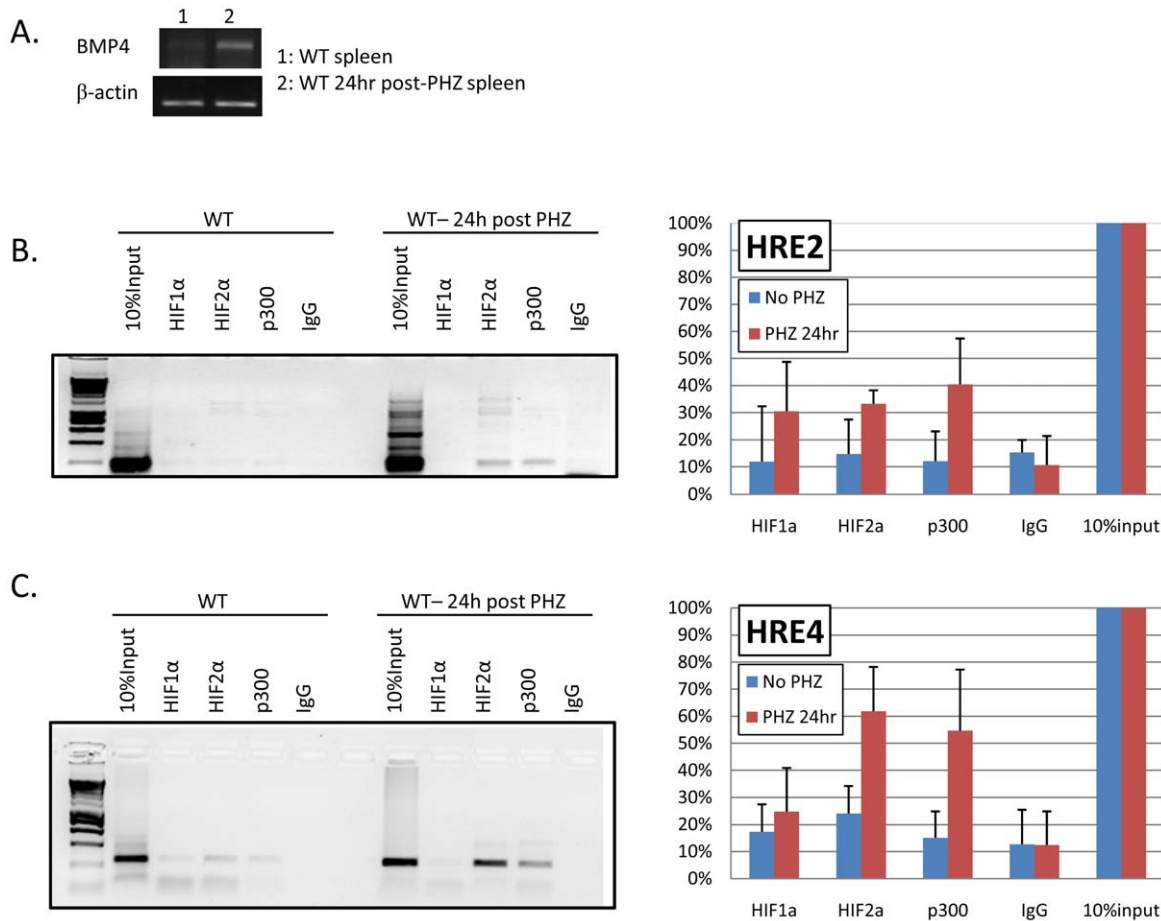 A.
1 2
BMP4
β-actin
1: WT spleen
2: WT 24hr post-PHZ spleen
B.
WT
WT– 24h post PHZ
10%Input
HIF1α
HIF2α
p300
IgG
10%Input
HIF1α
HIF2α
p300
IgG
HRE2
No PHZ
PHZ 24hr
100%
90%
80%
70%
60%
50%
40%
30%
20%
10%
0%
HIF1a HIF2a p300 IgG 10%input
C.
WT
WT– 24h post PHZ
10%Input
HIF1α
HIF2α
p300
IgG
10%Input
HIF1α
HIF2α
p300
IgG
HRE4
No PHZ
PHZ 24hr
100%
90%
80%
70%
60%
50%
40%
30%
20%
10%
0%
HIF1a HIF2a p300 IgG 10%input